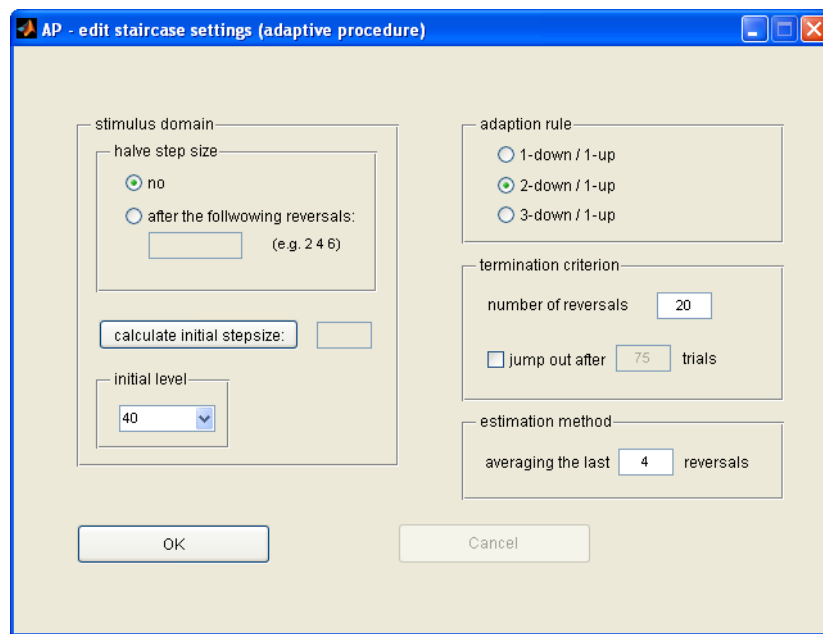 AP - edit staircase settings (adaptive procedure)
stimulus domain
halve step size
no
after the follwowing reversals:
(e.g. 2 4 6)
calculate initial stepsize:
initial level
40
adaption rule
1-down / 1-up
2-down / 1-up
3-down / 1-up
termination criterion
number of reversals 20
jump out after 75 trials
estimation method
averaging the last 4 reversals
OK
Cancel